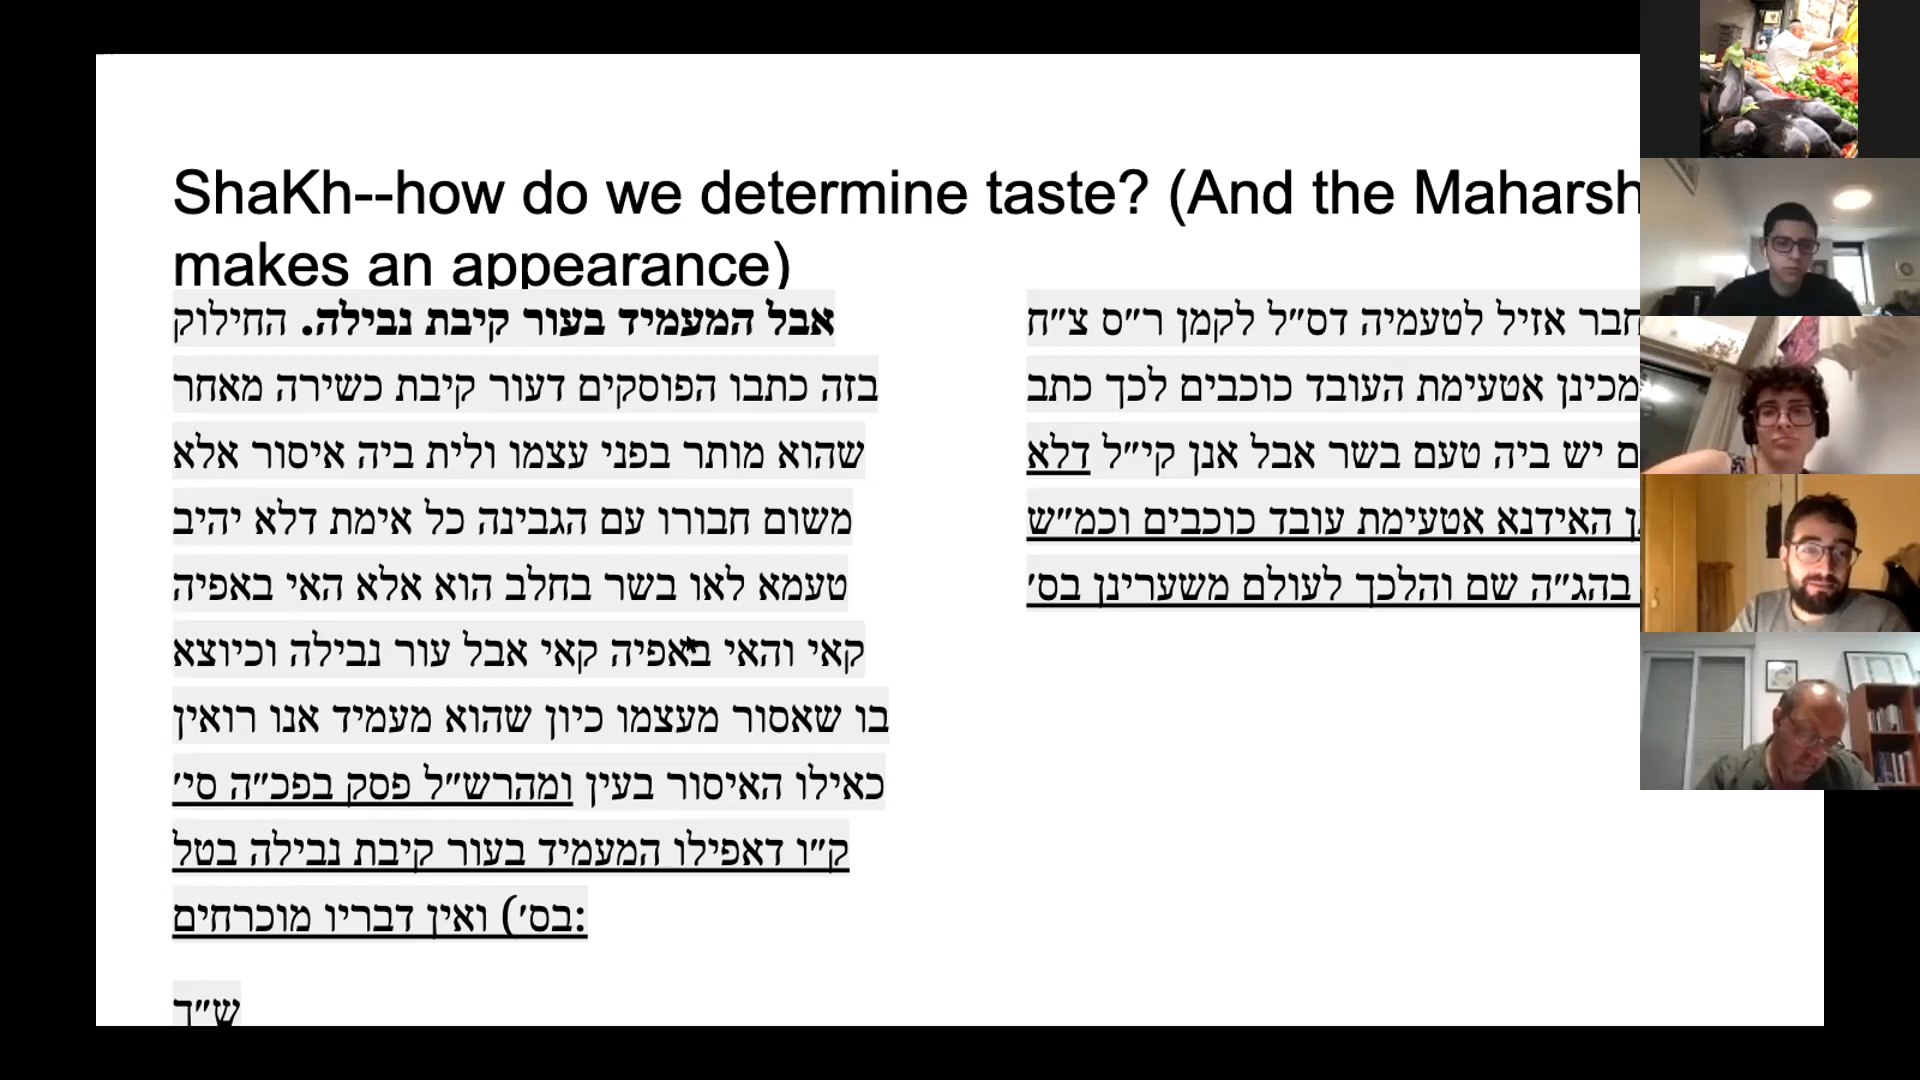 ShaKh--how do we determine taste? (And the Maharsh
makes an appearance)
אבל המעמיד בעור קיבת נבילה. החילוק
בזה כתבו הפוסקים דעור קיבת כשירה מאחר
שהוא מותר בפני עצמו ולית ביה איסור אלא
משום חבורו עם הגבינה כל אימת דלא יהיב
טעמא לאו בשר בחלב הוא אלא האי באפיה
קאי והאי באפיה קאי אבל עור נבילה וכיוצא
בו שאסור מעצמו כיון שהוא מעמיד אנו רואין
כאילו האיסור בעין ומהרש״ל פסק בפכ״ה סי׳
ק״ו דאפילו המעמיד בעור קיבת נבילה בטל
בס׳) ואין דבריו מוכרחים:
ש״ך
חבר אזיל לטעמיה דס״ל לקמן ר״ס צ״ח
מכינן אטעימת העובד כוכבים לכך כתב
ם יש ביה טעם בשר אבל אנן קי״ל דלא
ן האידנא אטעימת עובד כוכבים וכמ״ש
בהג״ה שם והלכך לעולם משערינן בס׳